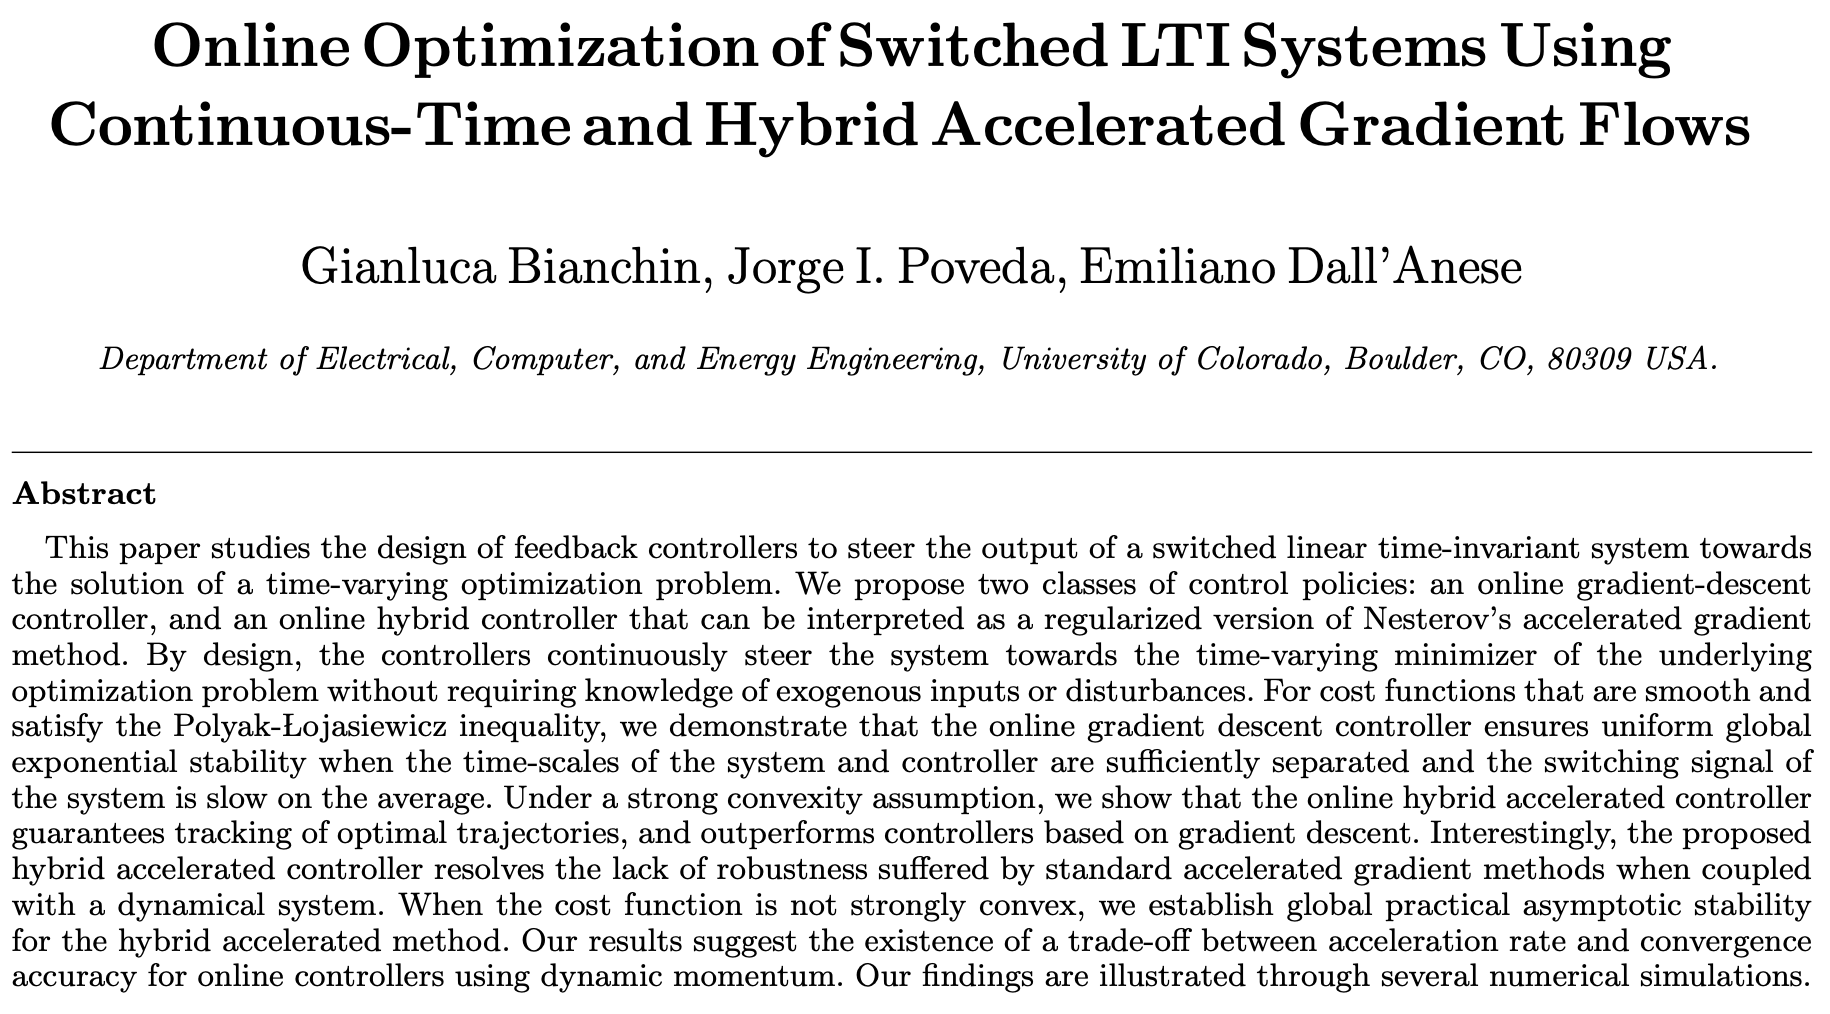 Online Optimization of Switched LTI Systems Using
Continuous-Time and Hybrid Accelerated Gradient Flows
Gianluca Bianchin, Jorge I. Poveda, Emiliano Dall'Anese
Department of Electrical, Computer, and Energy Engineering, University of Colorado, Boulder, CO, 80309 USA.
Abstract
This paper studies the design of feedback controllers to steer the output of a switched linear time-invariant system towards
the solution of a time-varying optimization problem. We propose two classes of control policies: an online gradient-descent
controller, and an online hybrid controller that can be interpreted as a regularized version of Nesterov's accelerated gradient
method. By design, the controllers continuously steer the system towards the time-varying minimizer of the underlying
optimization problem without requiring knowledge of exogenous inputs or disturbances. For cost functions that are smooth and
satisfy the Polyak-Łojasiewicz inequality, we demonstrate that the online gradient descent controller ensures uniform global
exponential stability when the time-scales of the system and controller are sufficiently separated and the switching signal of
the system is slow on the average. Under a strong convexity assumption, we show that the online hybrid accelerated controller
guarantees tracking of optimal trajectories, and outperforms controllers based on gradient descent. Interestingly, the proposed
hybrid accelerated controller resolves the lack of robustness suffered by standard accelerated gradient methods when coupled
with a dynamical system. When the cost function is not strongly convex, we establish global practical asymptotic stability
for the hybrid accelerated method. Our results suggest the existence of a trade-off between acceleration rate and convergence
accuracy for online controllers using dynamic momentum. Our findings are illustrated through several numerical simulations.